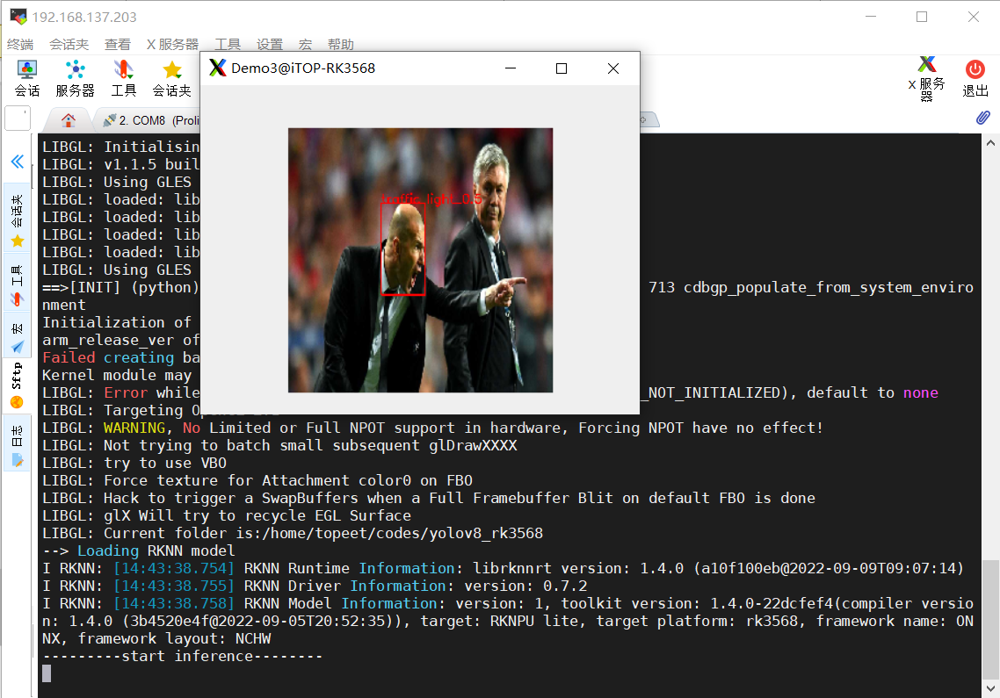 192.168.137.203
终端 会话夹 查看 X 服务器 工具 设置 宏 帮助
会话 服务器 工具 会话夹
X 服务器 退出
Demo3@iTOP-RK3568
2. COM8 (Proli
会话夹
工具
宏
Sftp
日志
traffic_light_0.5
LIBGL: Initialisin
LIBGL: v1.1.5 buil
LIBGL: Using GLES
LIBGL: loaded: lib
LIBGL: loaded: lib
LIBGL: loaded: lib
LIBGL: loaded: lib
LIBGL: Using GLES
==>[INIT] (python) 713 cdbgp_populate_from_system_enviro
nment
Initialization of
arm_release_ver of
Failed creating ba
Kernel module may
LIBGL: Error while _NOT_INITIALIZED), default to none
LIBGL: Targeting
LIBGL: WARNING, No Limited or Full NPOT support in hardware, Forcing NPOT have no effect!
LIBGL: Not trying to batch small subsequent glDrawXXXX
LIBGL: try to use VBO
LIBGL: Force texture for Attachment color0 on FBO
LIBGL: Hack to trigger a SwapBuffers when a Full Framebuffer Blit on default FBO is done
LIBGL: glX Will try to recycle EGL Surface
LIBGL: Current folder is:/home/topeet/codes/yolov8_rk3568
--> Loading RKNN model
I RKNN: [14:43:38.754] RKNN Runtime Information: librknnrt version: 1.4.0 (a10f100eb@2022-09-09T09:07:14)
I RKNN: [14:43:38.755] RKNN Driver Information: version: 0.7.2
I RKNN: [14:43:38.758] RKNN Model Information: version: 1, toolkit version: 1.4.0-22dcfef4(compiler versio
n: 1.4.0 (3b4520e4f@2022-09-05T20:52:35)), target: RKNPU lite, target platform: rk3568, framework name: ON
NX, framework layout: NCHW
---------start inference--------